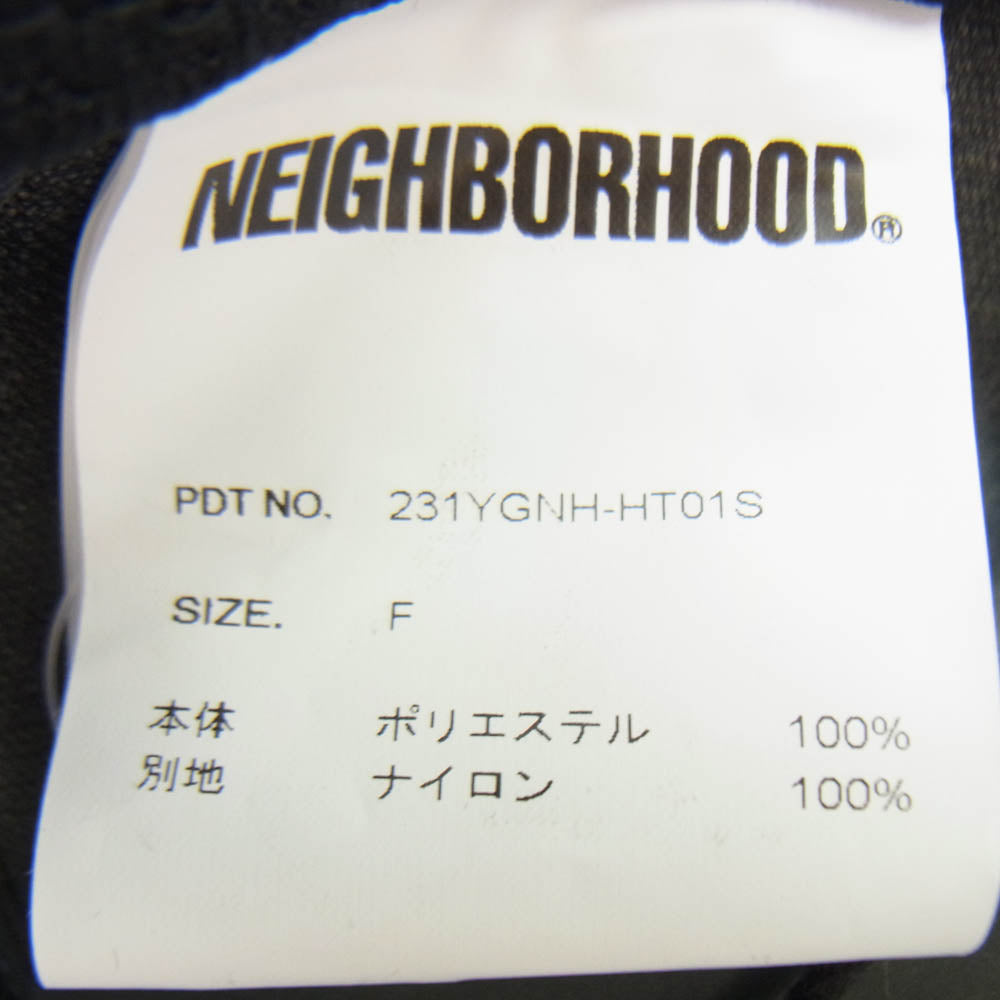 NEIGHBORHOOD®
PDT NO. 231YGNH-HT01S
SIZE. F
本体 ポリエステル 100%
別地 ナイロン 100%